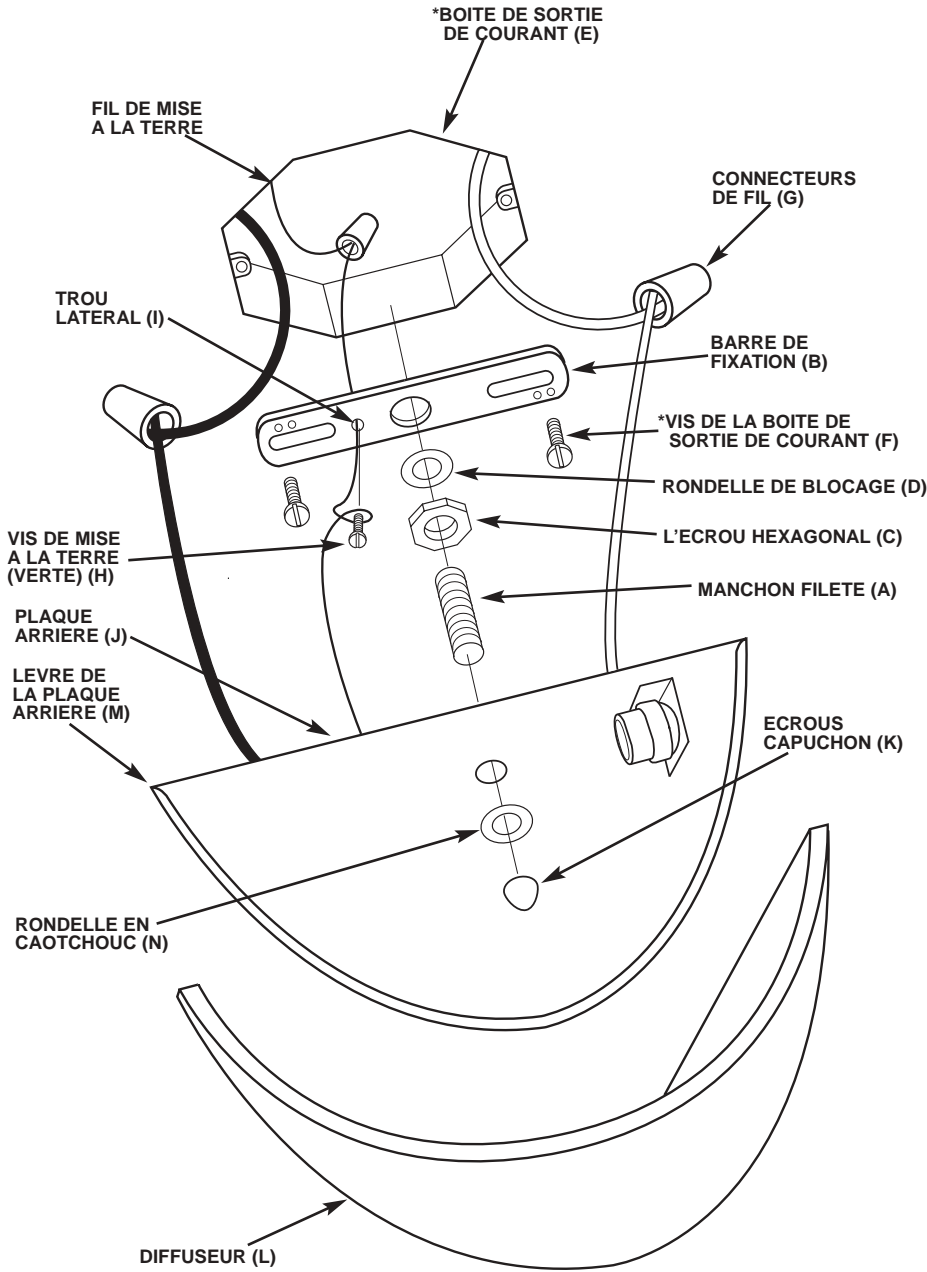 *BOITE DE SORTIE
DE COURANT (E)
FIL DE MISE
A LA TERRE
CONNECTEURS
DE FIL (G)
TROU
LATERAL (I)
BARRE DE
FIXATION (B)
*VIS DE LA BOITE DE
SORTIE DE COURANT (F)
RONDELLE DE BLOCAGE (D)
L'ECROU HEXAGONAL (C)
VIS DE MISE
A LA TERRE
(VERTE) (H)
MANCHON FILETE (A)
PLAQUE
ARRIERE (J)
LEVRE DE
LA PLAQUE
ARRIERE (M)
ECROUS
CAPUCHON (K)
RONDELLE EN
CAOTCHOUC (N)
DIFFUSEUR (L)